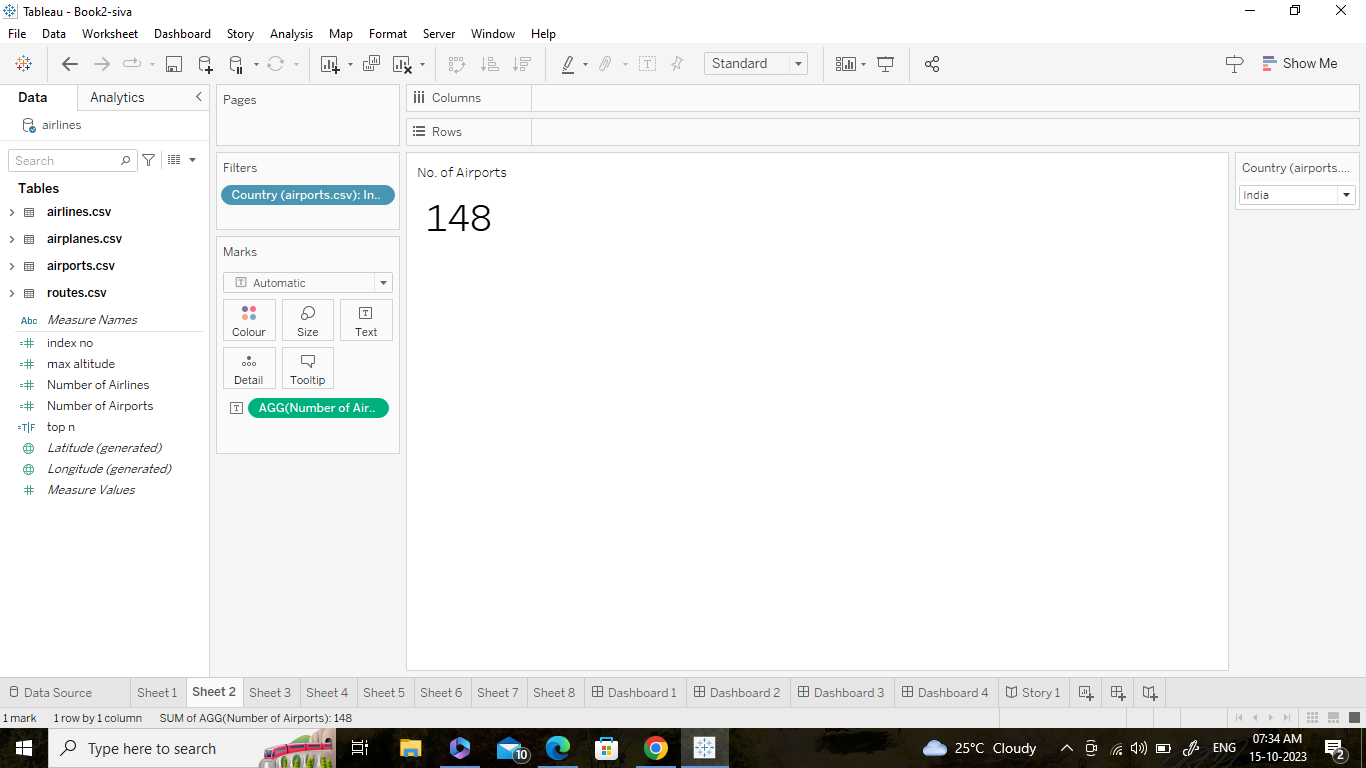 Tableau - Book2-siva
File Data Worksheet Dashboard Story Analysis Map Format Server Window Help
Standard
Show Me
Data Analytics
airlines
Search
Tables
airlines.csv
airplanes.csv
airports.csv
routes.csv
Abc Measure Names
index no
max altitude
Number of Airlines
Number of Airports
=T|F top n
Latitude (generated)
Longitude (generated)
Measure Values
Pages
Filters
Country (airports.csv): In..
Marks
Automatic
Colour Size Text
Detail Tooltip
AGG(Number of Air..
Columns
Rows
No. of Airports
148
Country (airports....
India
Data Source Sheet 1 Sheet 2 Sheet 3 Sheet 4 Sheet 5 Sheet 6 Sheet 7 Sheet 8 Dashboard 1 Dashboard 2 Dashboard 3 Dashboard 4 Story 1
1 mark 1 row by 1 column SUM of AGG(Number of Airports): 148
Type here to search 10 25°C Cloudy ENG 07:34 AM
15-10-2023 2